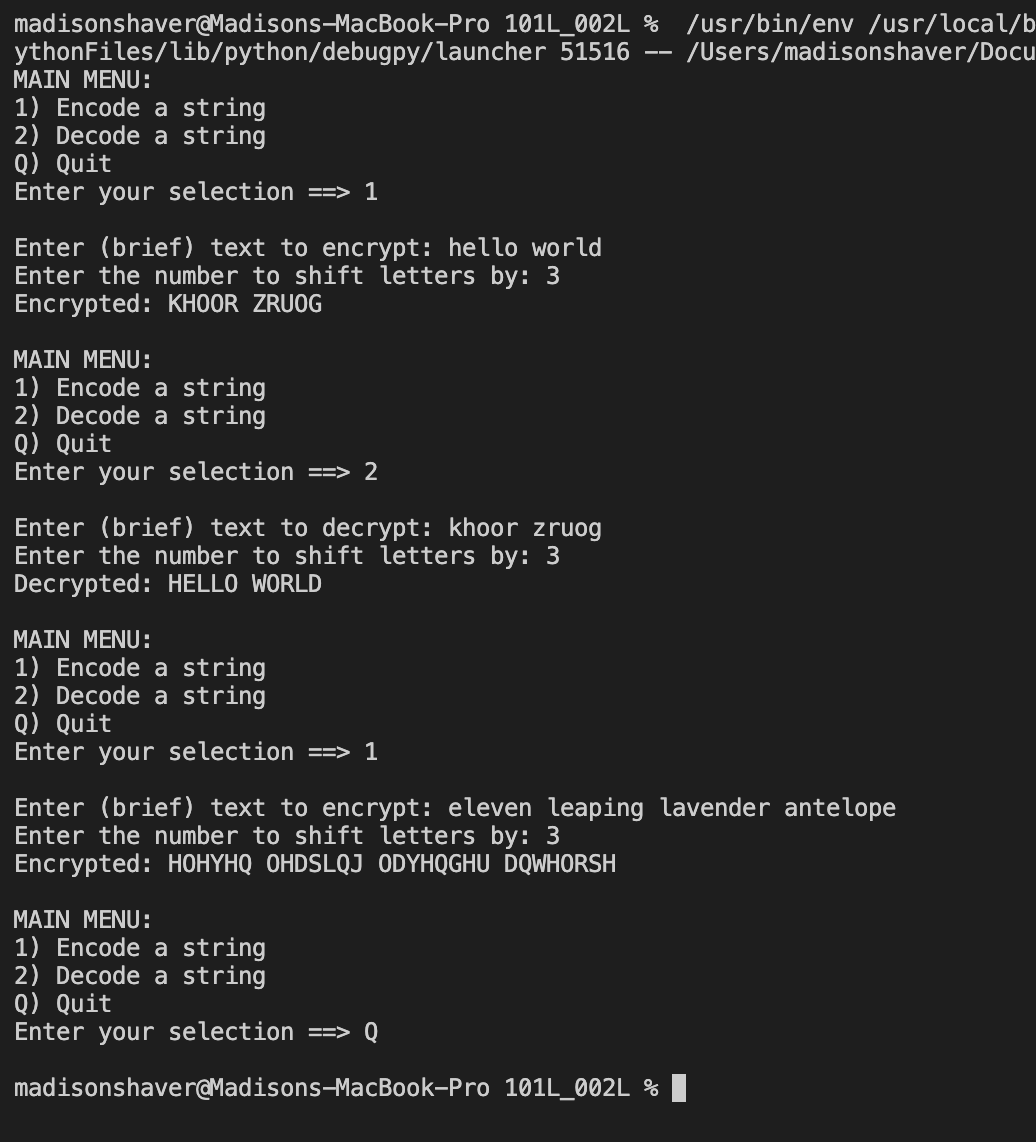 madisonshaver@Madisons-MacBook-Pro 101L_002L %  /usr/bin/env /usr/local/b
ythonFiles/lib/python/debugpy/launcher 51516 -- /Users/madisonshaver/Docu
MAIN MENU:
1) Encode a string
2) Decode a string
Q) Quit
Enter your selection ==> 1

Enter (brief) text to encrypt: hello world
Enter the number to shift letters by: 3
Encrypted: KHOOR ZRUOG

MAIN MENU:
1) Encode a string
2) Decode a string
Q) Quit
Enter your selection ==> 2

Enter (brief) text to decrypt: khoor zruog
Enter the number to shift letters by: 3
Decrypted: HELLO WORLD

MAIN MENU:
1) Encode a string
2) Decode a string
Q) Quit
Enter your selection ==> 1

Enter (brief) text to encrypt: eleven leaping lavender antelope
Enter the number to shift letters by: 3
Encrypted: HOHYHQ OHDSLQJ ODYHQGHU DQWHORSH

MAIN MENU:
1) Encode a string
2) Decode a string
Q) Quit
Enter your selection ==> Q

madisonshaver@Madisons-MacBook-Pro 101L_002L %